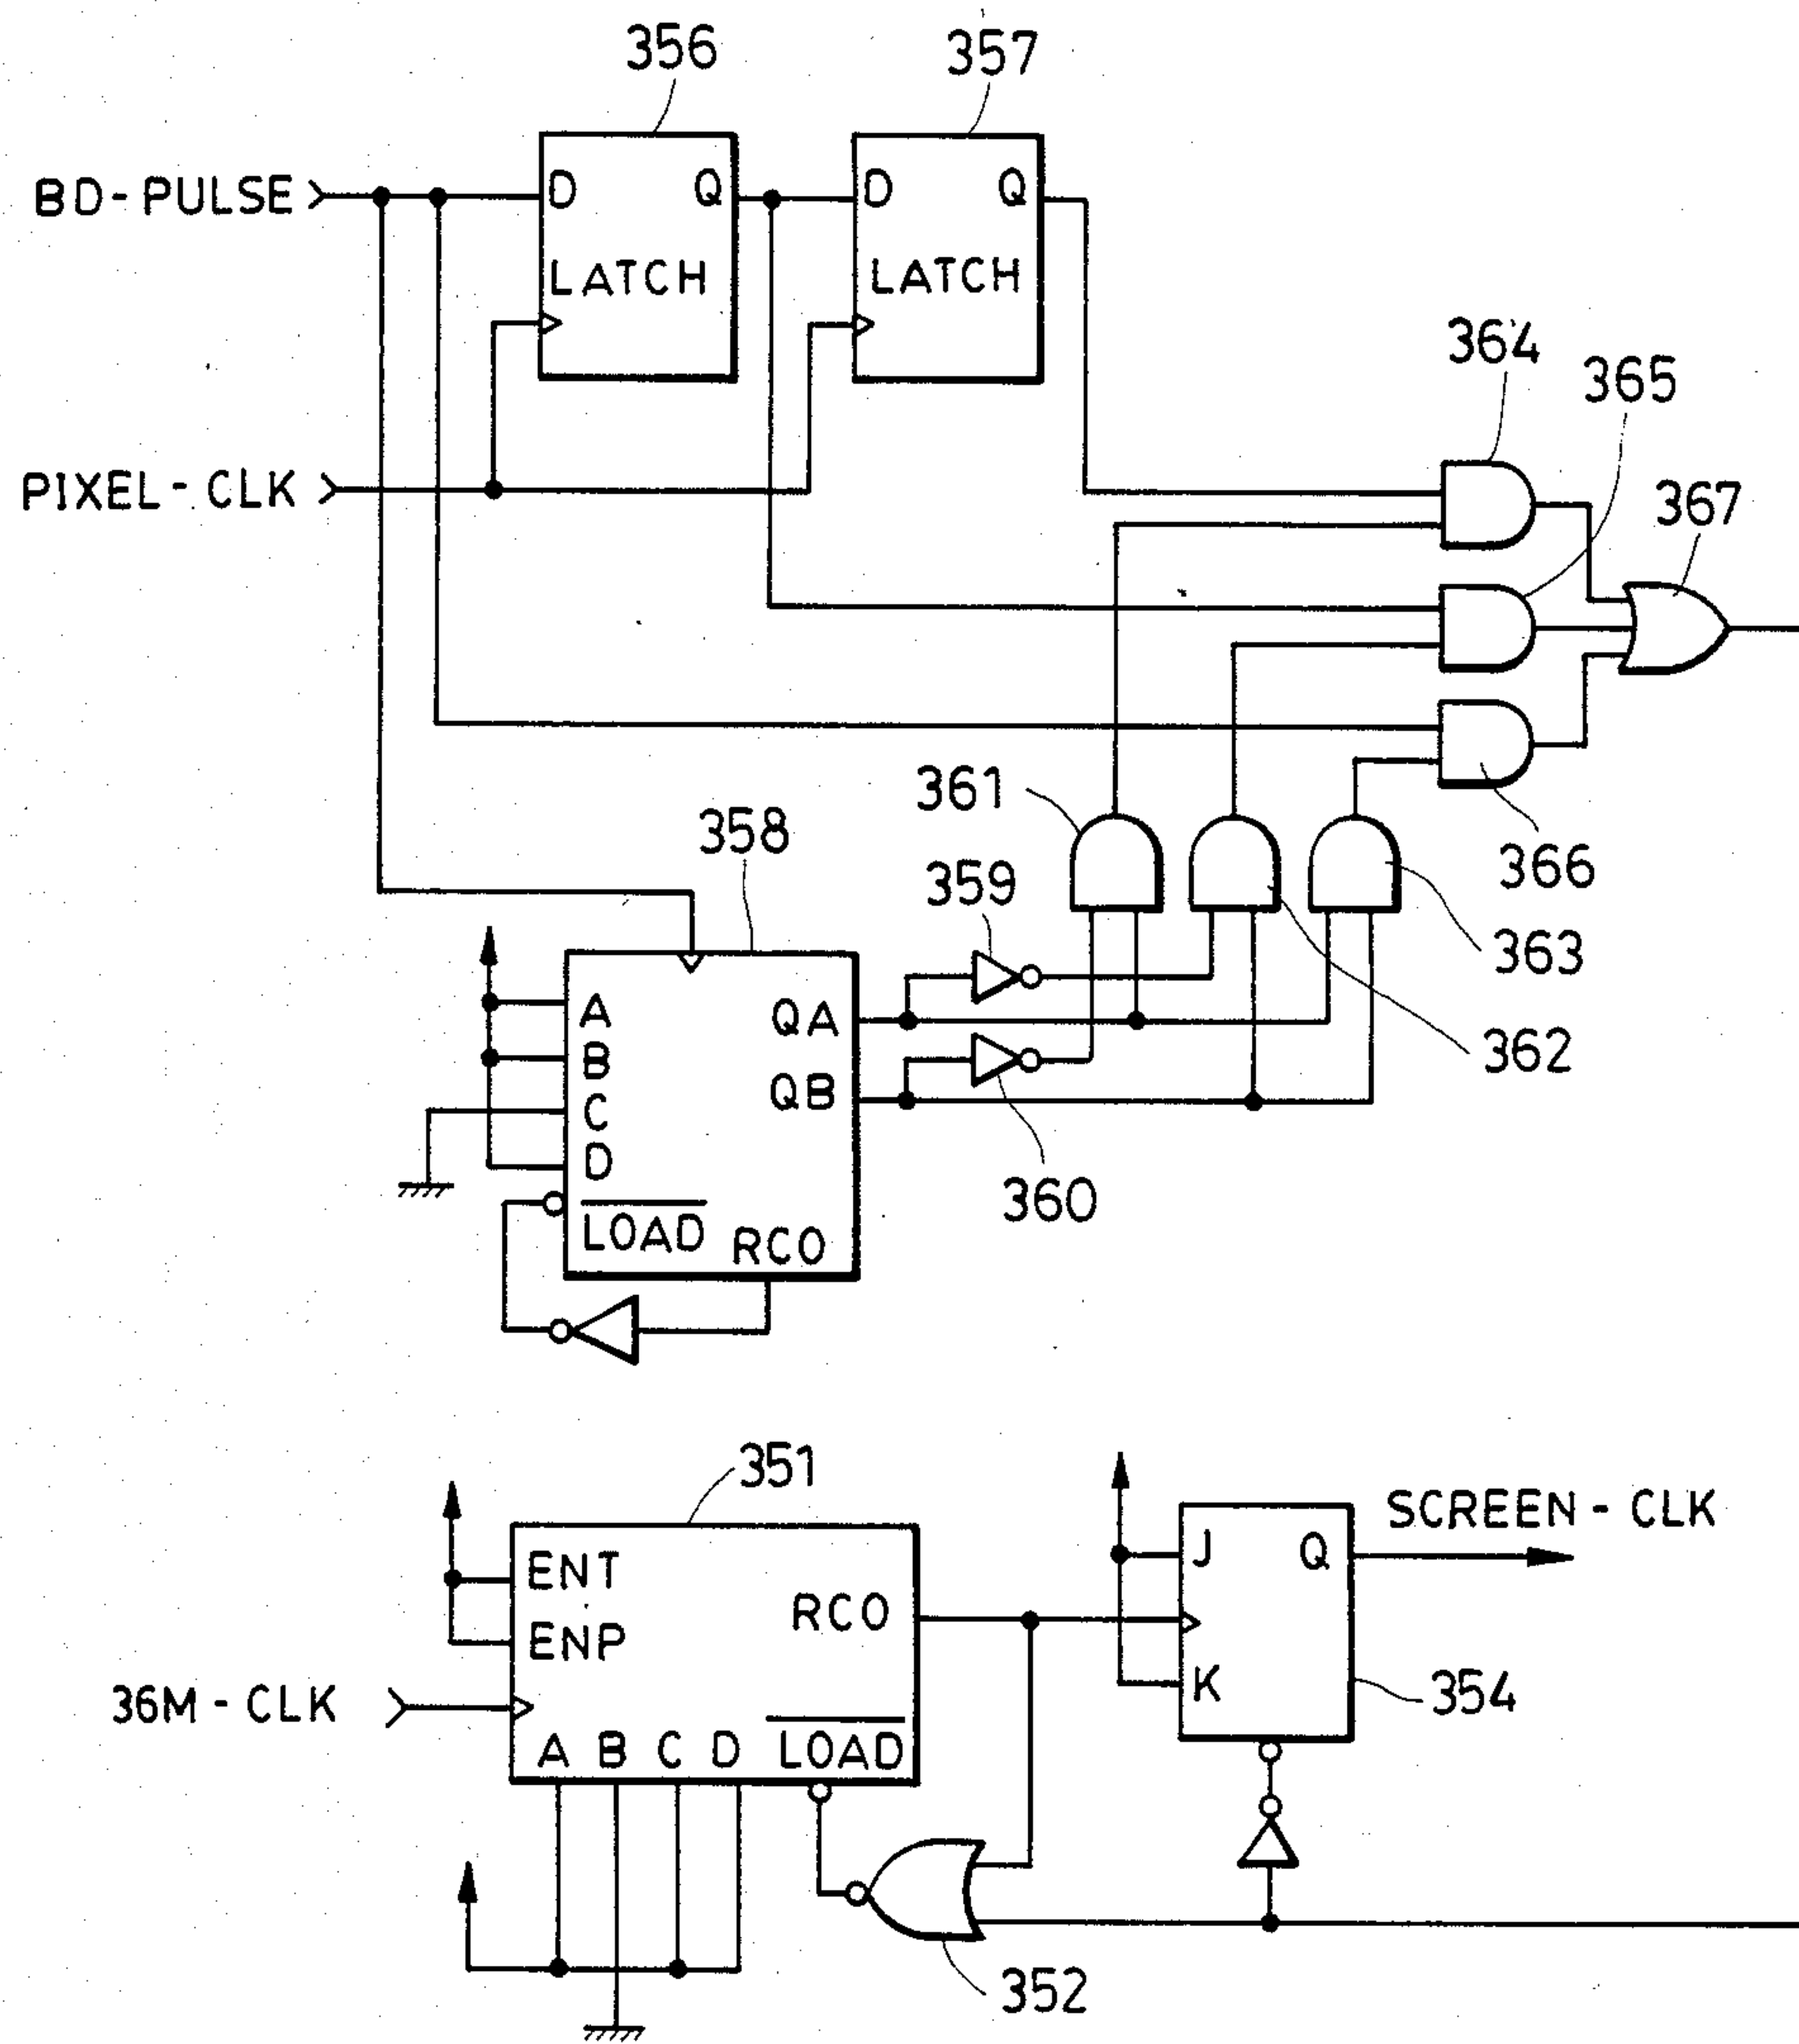 356
357
BD-PULSE
D
Q
LATCH
D
Q
LATCH
PIXEL-CLK
364
365
367
361
358
359
366
363
362
360
A
B
C
D
QA
QB
LOAD
RCO
351
ENT
ENP
RCO
36M-CLK
A B C D LOAD
J
Q
K
SCREEN-CLK
354
352